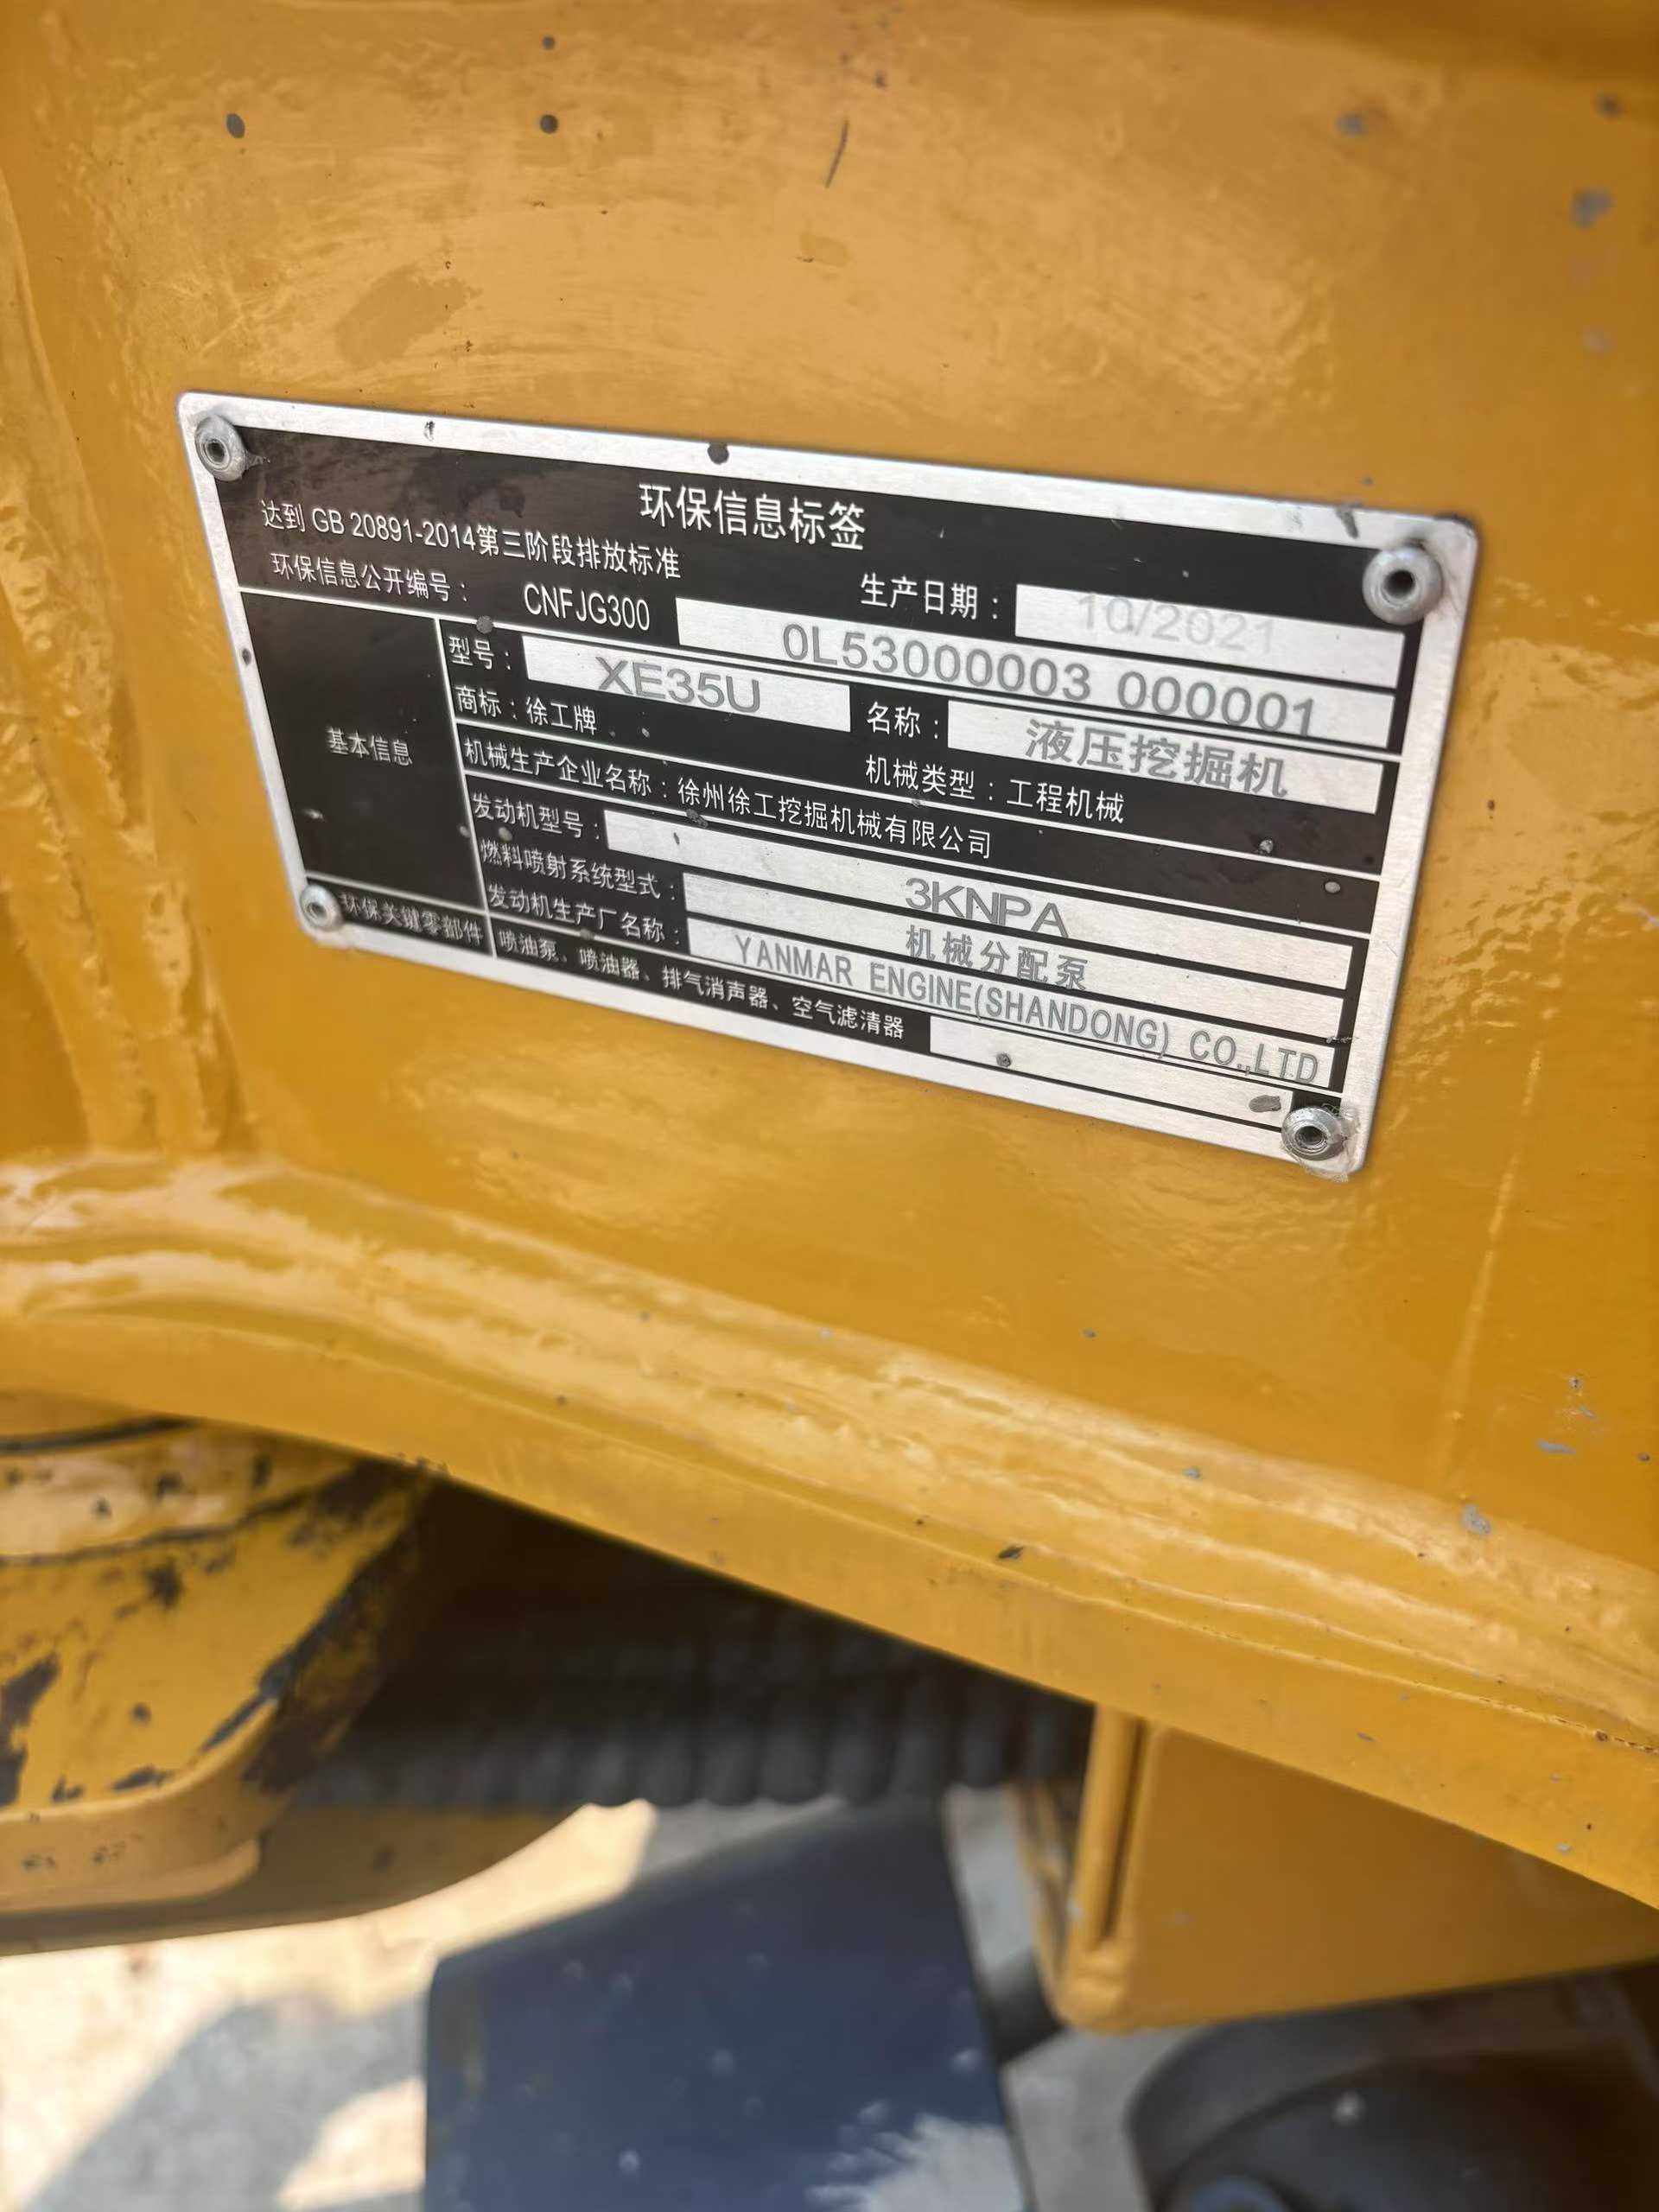 环保信息标签
达到 GB 20891-2014第三阶段排放标准
生产日期： 10/2021
环保信息公开编号： CNFJG300 0L53000003 000001
基本信息
型号： XE35U 名称： 液压挖掘机
商标：徐工牌 机械类型：工程机械
机械生产企业名称：徐州徐工挖掘机械有限公司
发动机型号： 3KNPA
燃料喷射系统型式： 机械分配泵
发动机生产厂名称： YANMAR ENGINE(SHANDONG) CO.,LTD
环保关键零部件 喷油泵、喷油器、排气消声器、空气滤清器